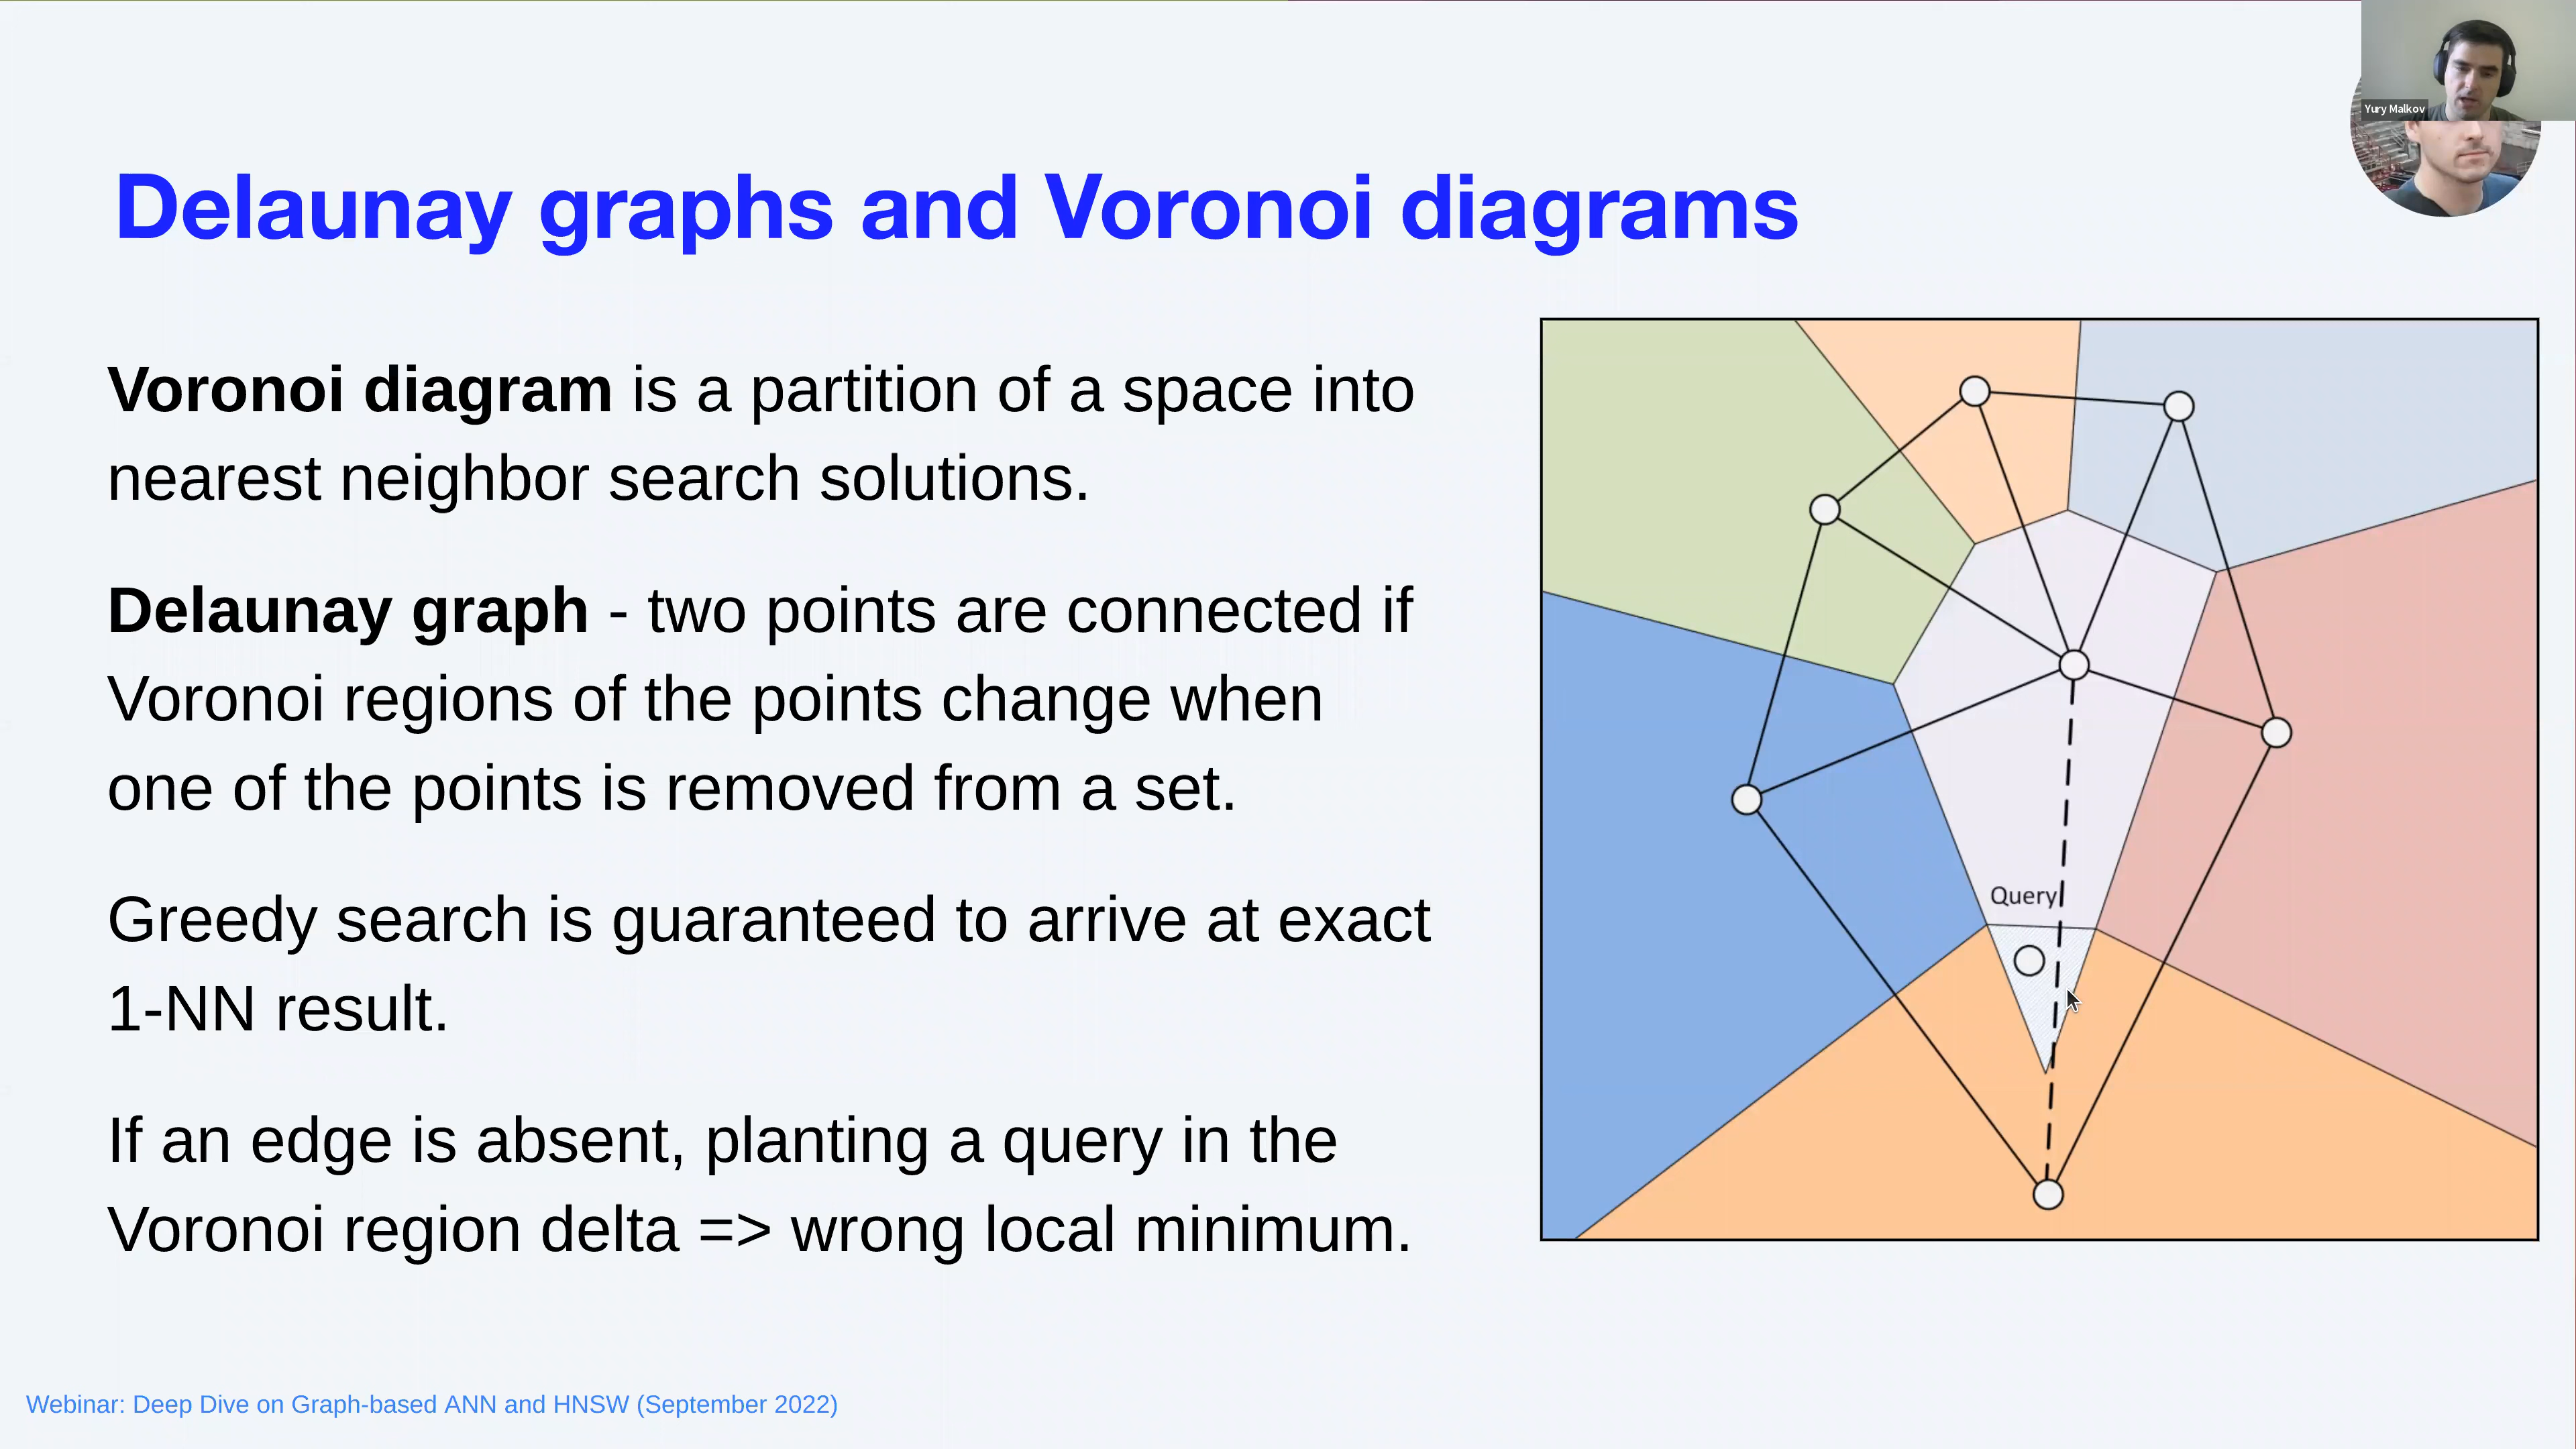 Yury Malkov
Delaunay graphs and Voronoi diagrams
Voronoi diagram is a partition of a space into
nearest neighbor search solutions.
Delaunay graph - two points are connected if
Voronoi regions of the points change when
one of the points is removed from a set.
Greedy search is guaranteed to arrive at exact
1-NN result.
If an edge is absent, planting a query in the
Voronoi region delta => wrong local minimum.
Query
Webinar: Deep Dive on Graph-based ANN and HNSW (September 2022)